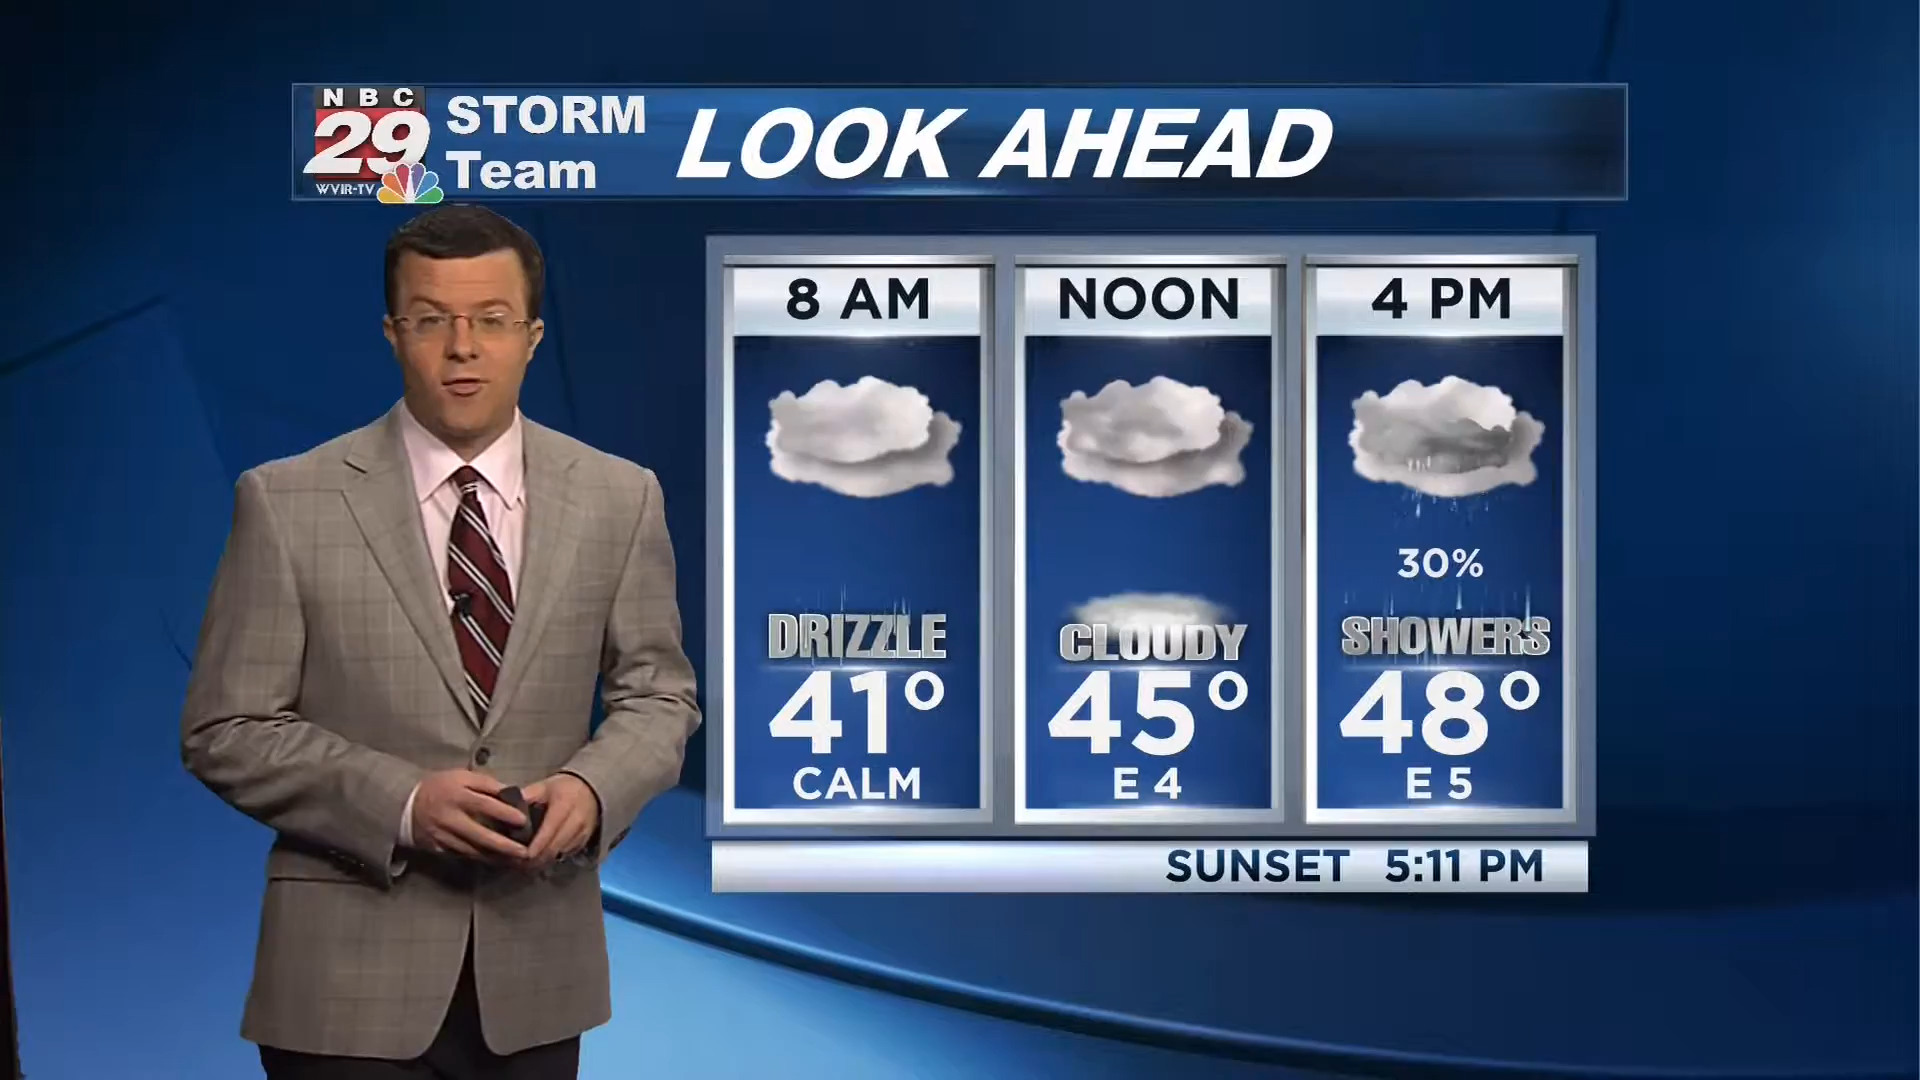 NBC
29
WVIR-TV
STORM
Team
LOOK AHEAD
8 AM
DRIZZLE
41°
CALM
NOON
CLOUDY
45°
E 4
4 PM
30%
SHOWERS
48°
E 5
SUNSET 5:11 PM